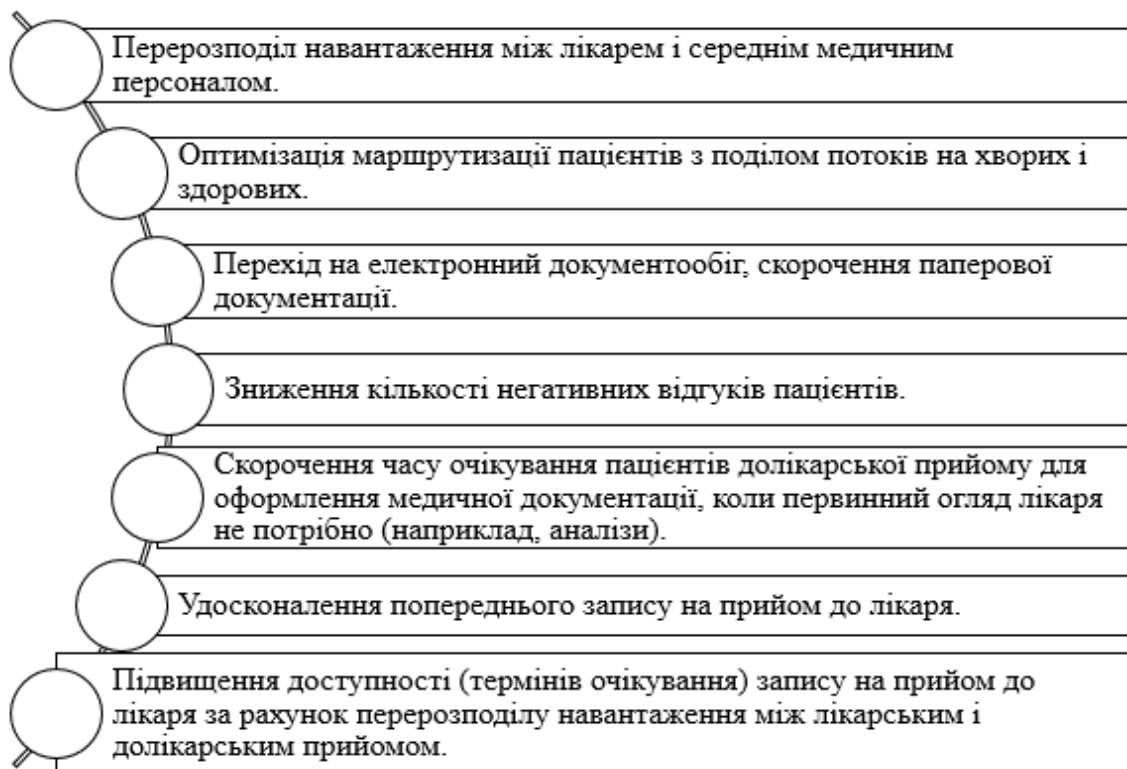 Перерозподіл навантаження між лікарем і середнім медичним
персоналом.
Оптимізація маршрутизації пацієнтів з поділом потоків на хворих і
здорових.
Перехід на електронний документообіг, скорочення паперової
документації.
Зниження кількості негативних відгуків пацієнтів.
Скорочення часу очікування пацієнтів долікарської прийому для
оформлення медичної документації, коли первинний огляд лікаря
не потрібно (наприклад, аналізи).
Удосконалення попереднього запису на прийом до лікаря.
Підвищення доступності (термінів очікування) запису на прийом до
лікаря за рахунок перерозподілу навантаження між лікарським і
долікарським прийомом.